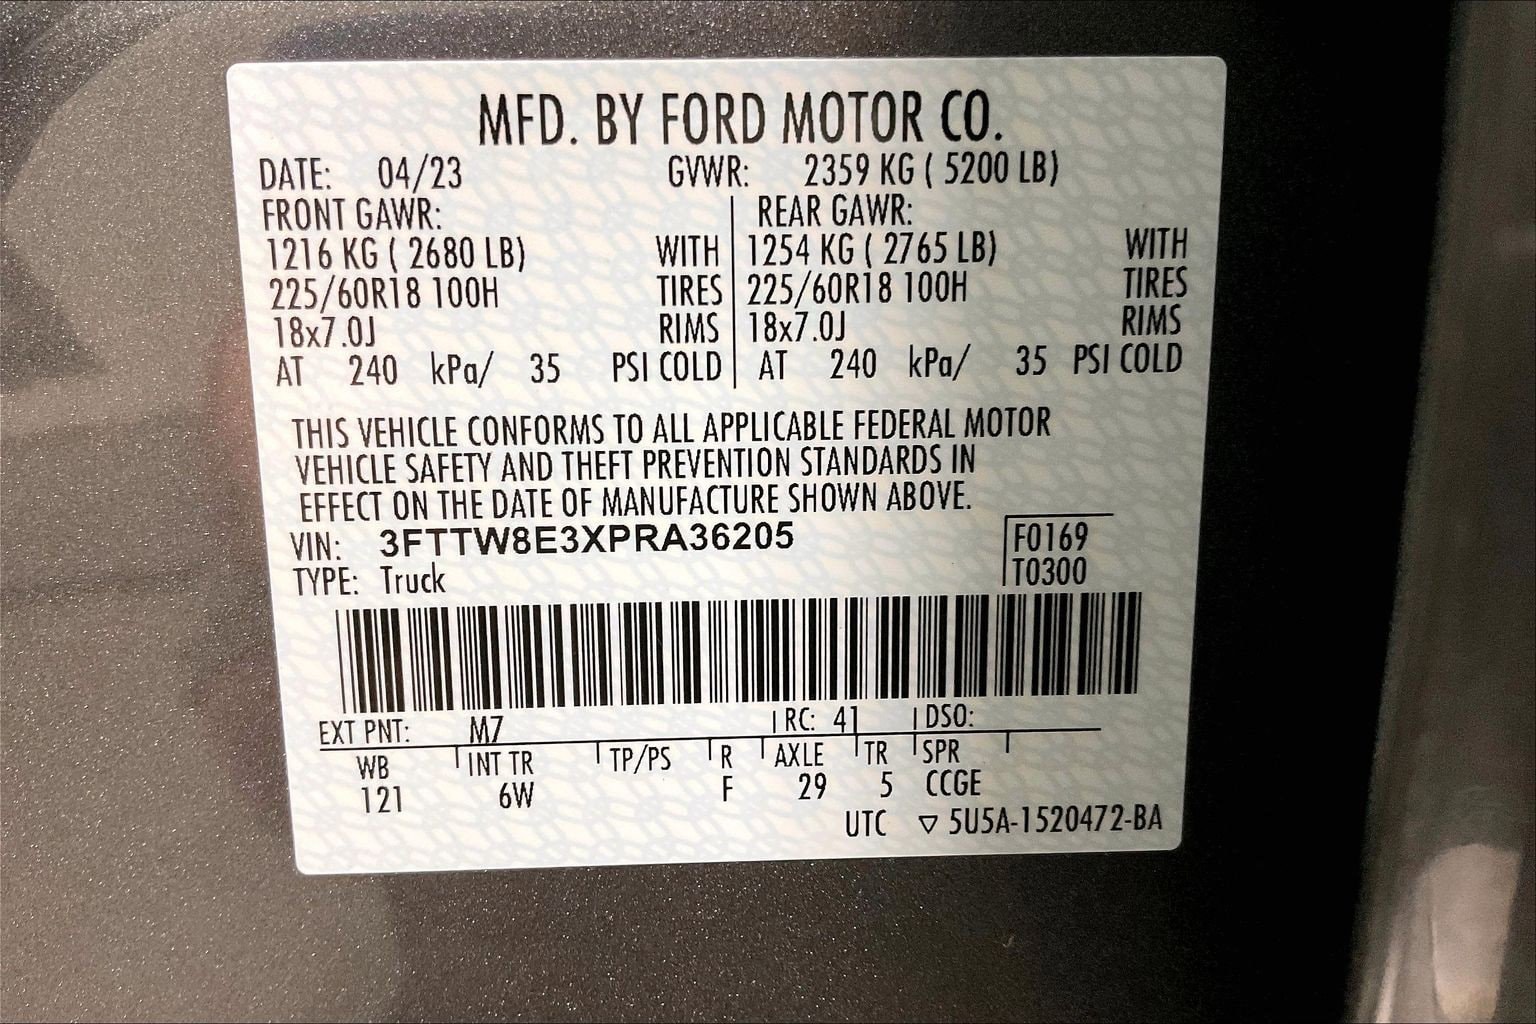 MFD. BY FORD MOTOR CO.
DATE: 04/23 GVWR: 2359 KG ( 5200 LB)
FRONT GAWR: REAR GAWR:
1216 KG ( 2680 LB) WITH 1254 KG ( 2765 LB) WITH
225/60R18 100H TIRES 225/60R18 100H TIRES
18x7.0J RIMS 18x7.0J RIMS
AT 240 kPa/ 35 PSI COLD AT 240 kPa/ 35 PSI COLD
THIS VEHICLE CONFORMS TO ALL APPLICABLE FEDERAL MOTOR
VEHICLE SAFETY AND THEFT PREVENTION STANDARDS IN
EFFECT ON THE DATE OF MANUFACTURE SHOWN ABOVE.
VIN: 3FTTW8E3XPRA36205 F0169
TYPE: Truck T0300
EXT PNT: M7 RC: 41 DSO:
WB INT TR TP/PS R AXLE TR SPR
121 6W F 29 5 CCGE
UTC ▽ 5U5A-1520472-BA